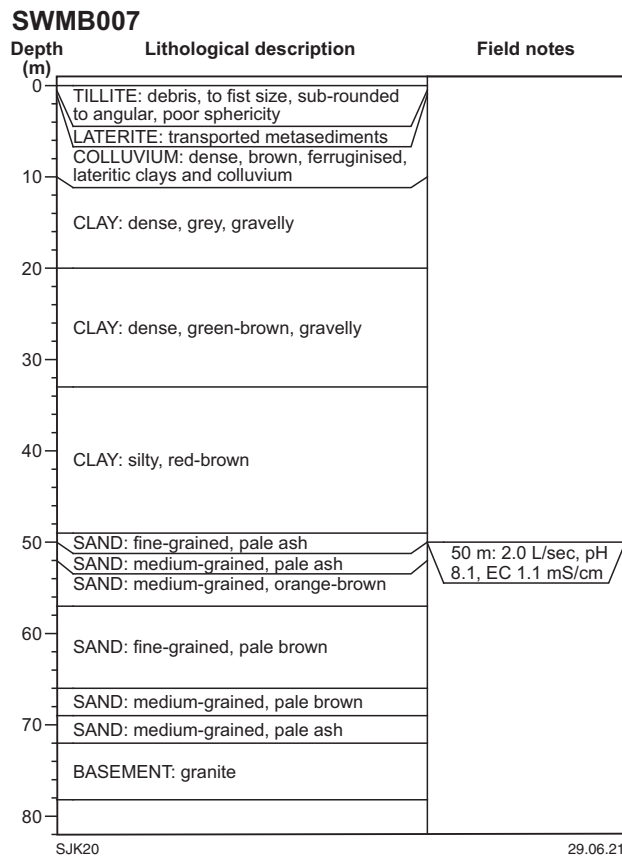 SWMB007
Depth
(m)
Lithological description
Field notes
0
TILLITE: debris, to fist size, sub-rounded
to angular, poor sphericity
LATERITE: transported metasediments
COLLUVIUM: dense, brown, ferruginised,
lateritic clays and colluvium
10
CLAY: dense, grey, gravelly
20
CLAY: dense, green-brown, gravelly
30
40
CLAY: silty, red-brown
50
SAND: fine-grained, pale ash
50 m: 2.0 L/sec, pH
8.1, EC 1.1 mS/cm
SAND: medium-grained, pale ash
SAND: medium-grained, orange-brown
60
SAND: fine-grained, pale brown
SAND: medium-grained, pale brown
70
SAND: medium-grained, pale ash
BASEMENT: granite
80
SJK20
29.06.21